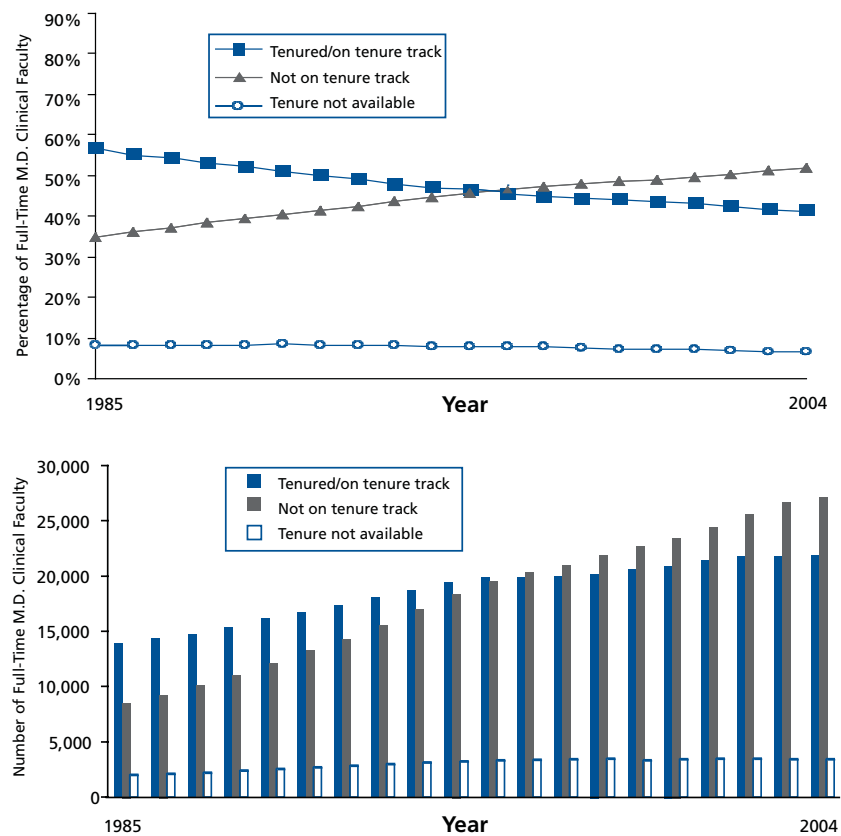 Percentage of Full-Time M.D. Clinical Faculty
90%
80%
70%
60%
50%
40%
30%
20%
10%
0%
Tenured/on tenure track
Not on tenure track
Tenure not available
1985
Year
2004
Number of Full-Time M.D. Clinical Faculty
30,000
25,000
20,000
15,000
10,000
5,000
0
Tenured/on tenure track
Not on tenure track
Tenure not available
1985
Year
2004